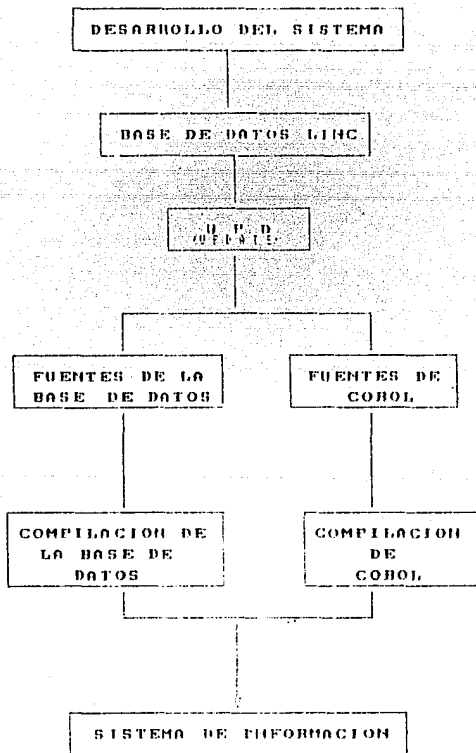 DESARROLLO DEL SISTEMA
BASE DE DATOS LINC
U P D
(UPDATE)
FUENTES DE LA
BASE DE DATOS
FUENTES DE
COBOL
COMPILACION DE
LA BASE DE
DATOS
COMPILACION
DE
COBOL
SISTEMA DE INFORMACION